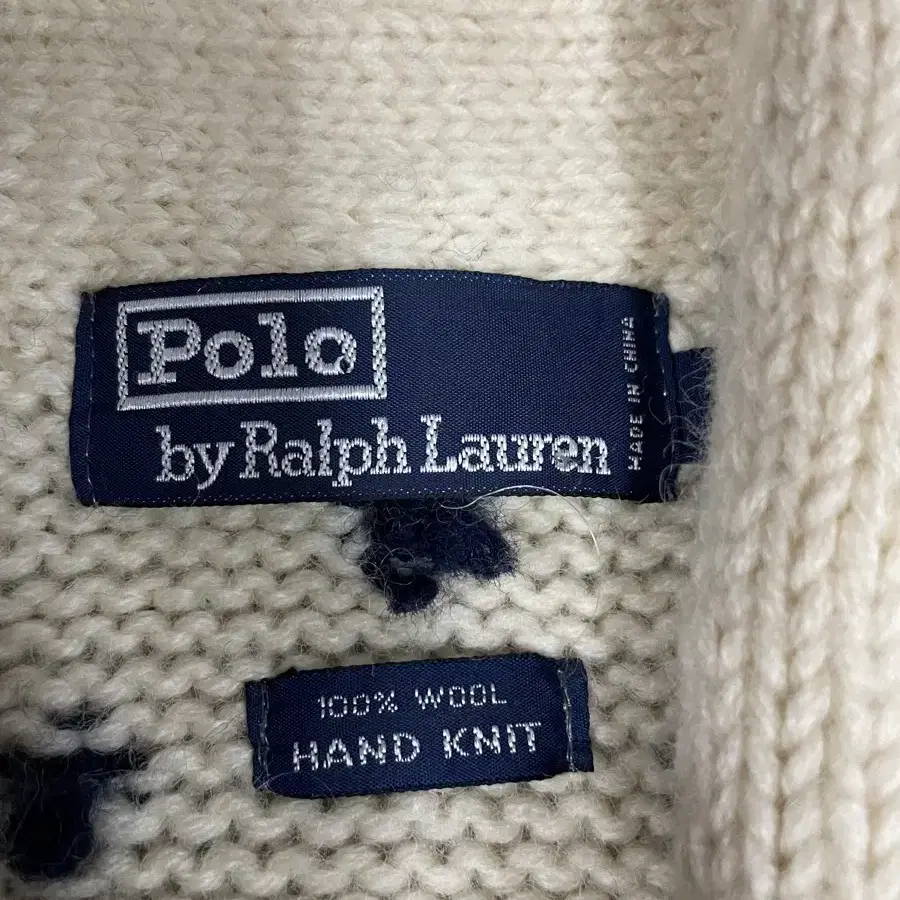 Polo
by Ralph Lauren
MADE IN CHINA
100% WOOL
HAND KNIT